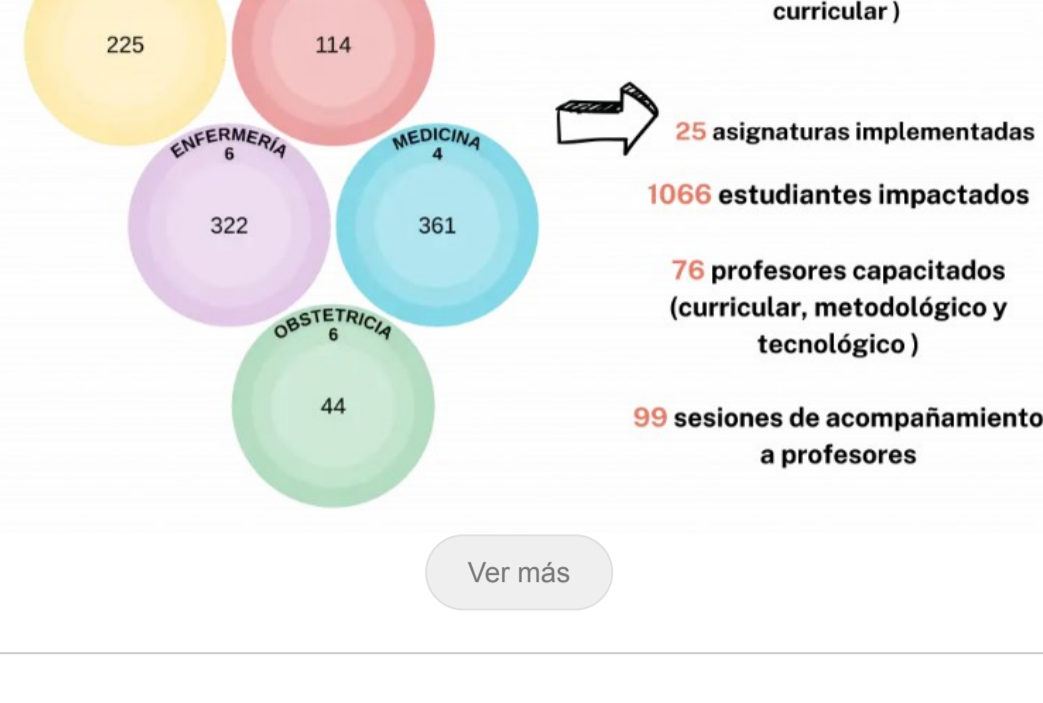 225
114
ENFERMERÍA
6
322
MEDICINA
4
361
OBSTETRICIA
6
44
curricular )
25 asignaturas implementadas
1066 estudiantes impactados
76 profesores capacitados
(curricular, metodológico y
tecnológico )
99 sesiones de acompañamiento
a profesores
Ver más